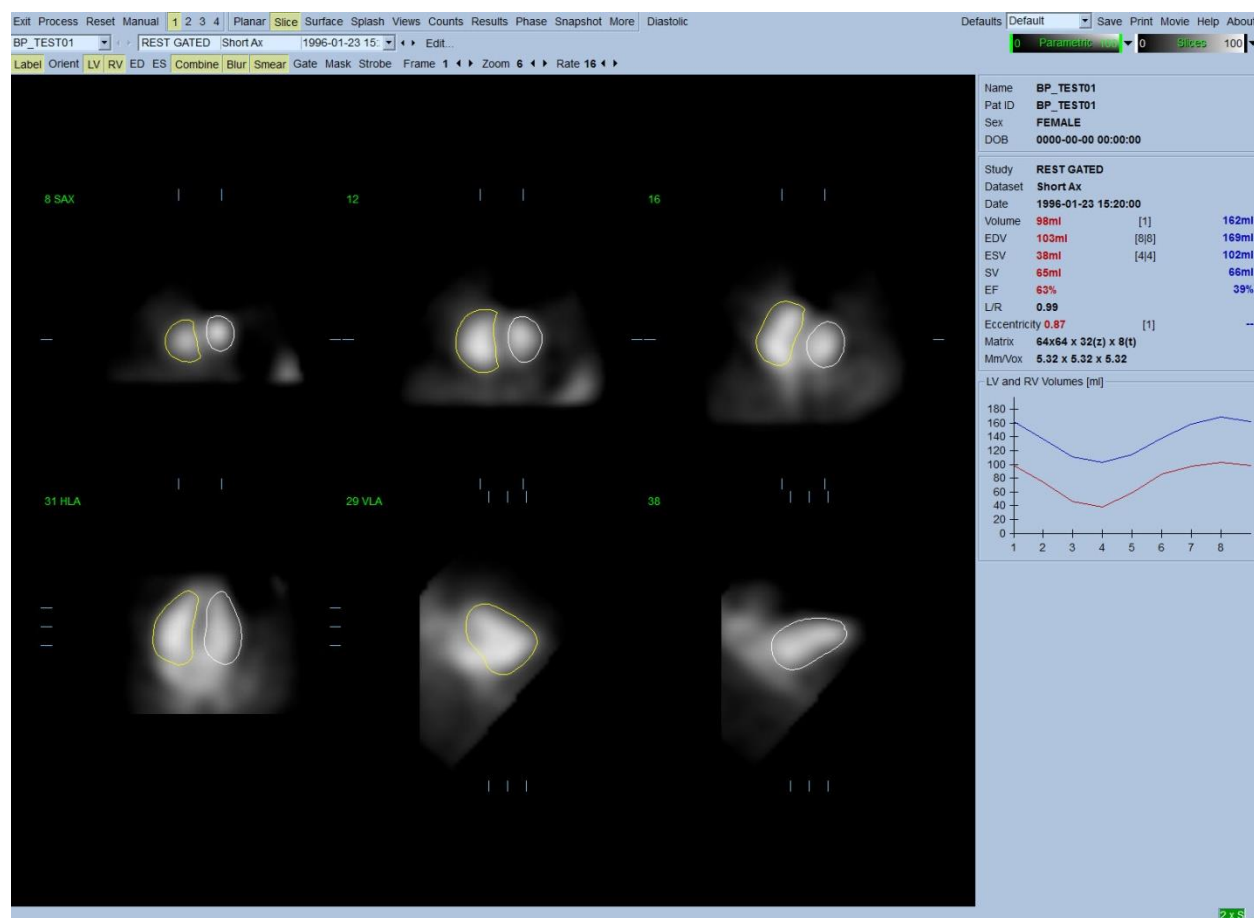 Exit Process Reset Manual 1 2 3 4 Planar Slice Surface Splash Views Counts Results Phase Snapshot More Diastolic Defaults Default Save Print Movie Help About
BP_TEST01 REST GATED Short Ax 1996-01-23 15: Edit... 0 Parametric 100 0 Slices 100
Label Orient LV RV ED ES Combine Blur Smear Gate Mask Strobe Frame 1 Zoom 6 Rate 16
Name BP_TEST01
Pat ID BP_TEST01
Sex FEMALE
DOB 0000-00-00 00:00:00
Study REST GATED
Dataset Short Ax
Date 1996-01-23 15:20:00
Volume 98ml [1] 162ml
EDV 103ml [8|8] 169ml
ESV 38ml [4|4] 102ml
SV 65ml 66ml
EF 63% 39%
L/R 0.99
Eccentricity 0.87 [1] --
Matrix 64x64 x 32(z) x 8(t)
Mm/Vox 5.32 x 5.32 x 5.32
LV and RV Volumes [ml]
180
160
140
120
100
80
60
40
20
0
1 2 3 4 5 6 7 8
8 SAX 12 16
31 HLA 29 VLA 38
2 x S